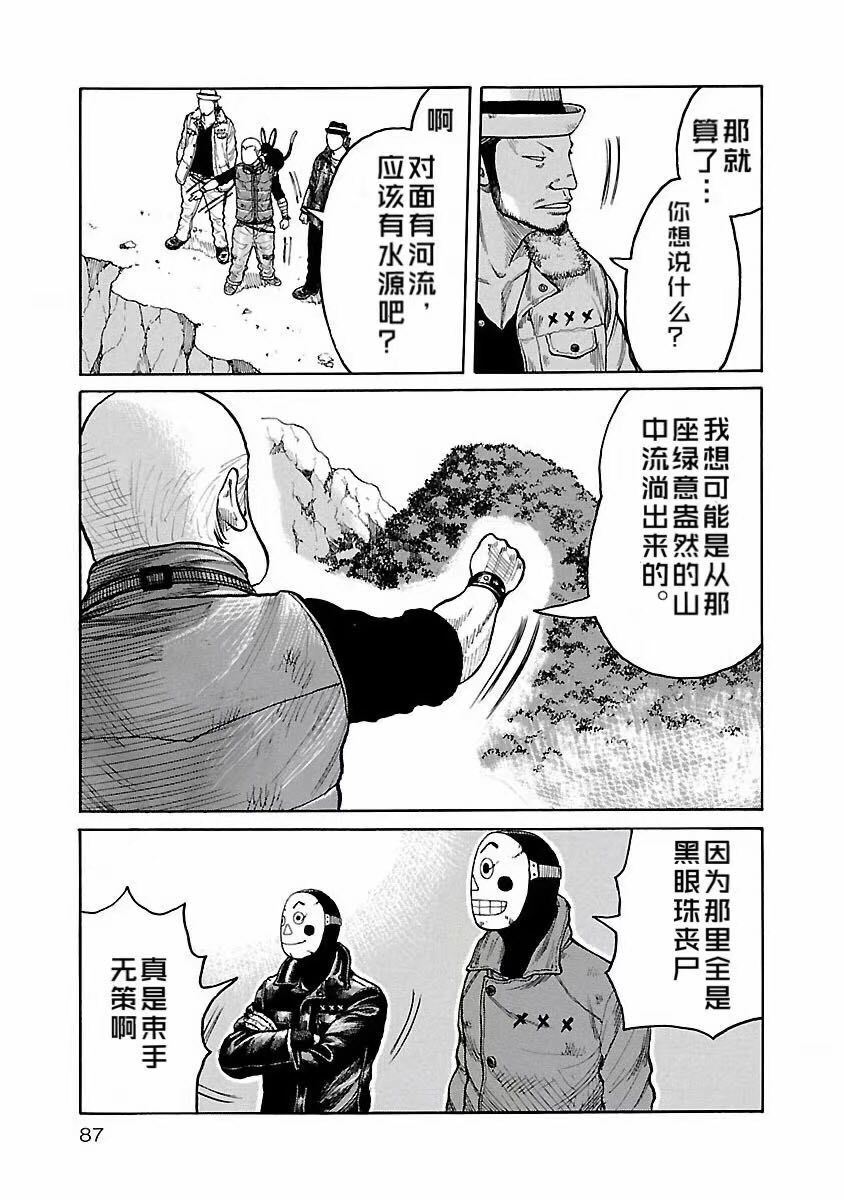 那就
算了…
你想说什么？
啊
对面有河流，
应该有水源吧？
我想可能是从那
座绿意盎然的山
中流淌出来的。
因为那里全是
黑眼珠丧尸
真是束手
无策啊
87